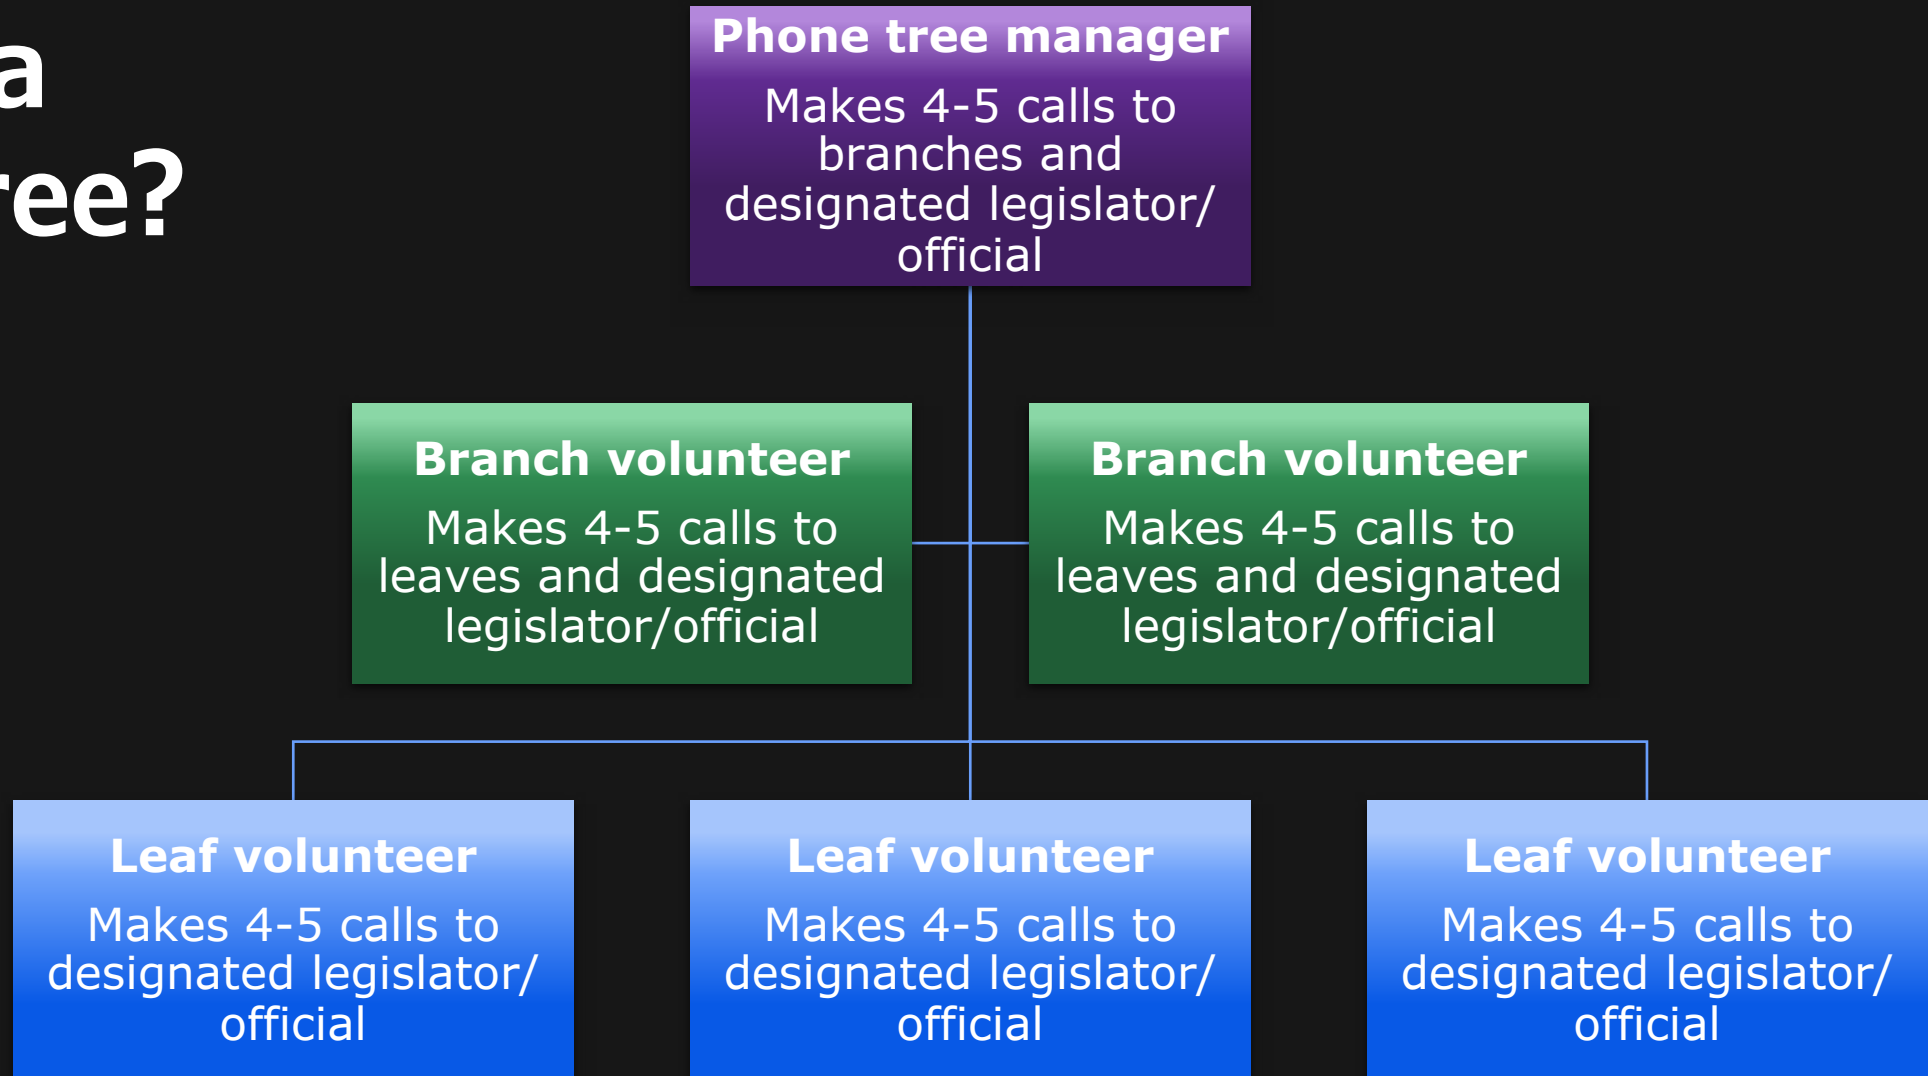 a
ree?
Phone tree manager
Makes 4-5 calls to
branches and
designated legislator/
official
Branch volunteer
Makes 4-5 calls to
leaves and designated
legislator/official
Branch volunteer
Makes 4-5 calls to
leaves and designated
legislator/official
Leaf volunteer
Makes 4-5 calls to
designated legislator/
official
Leaf volunteer
Makes 4-5 calls to
designated legislator/
official
Leaf volunteer
Makes 4-5 calls to
designated legislator/
official